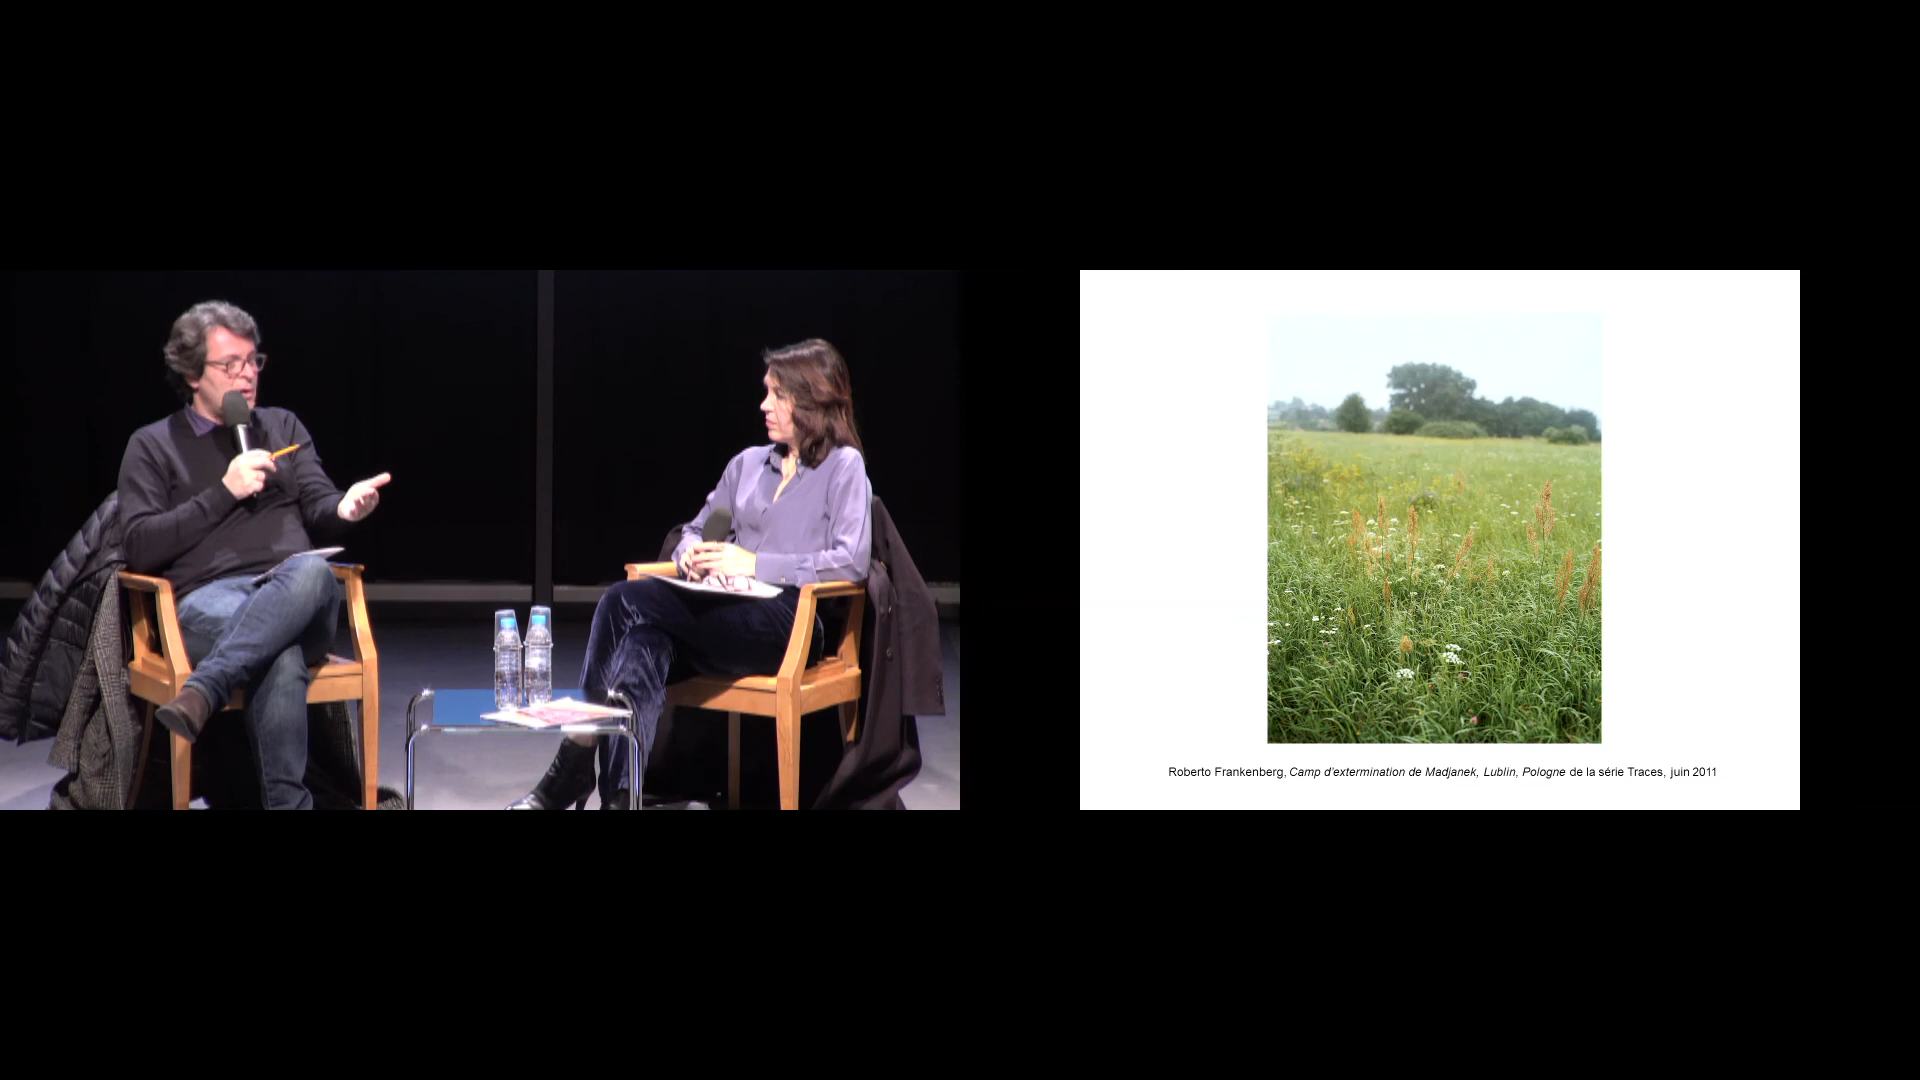 Roberto Frankenberg, Camp d'extermination de Madjanek, Lublin, Pologne de la série Traces, juin 2011